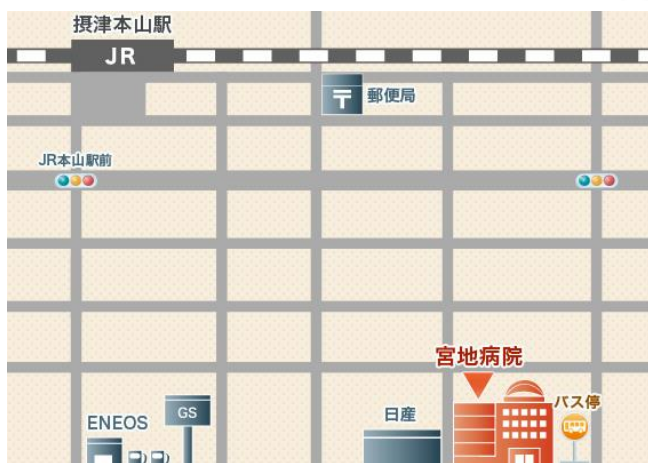 摂津本山駅
JR
〒 郵便局
JR本山駅前
宮地病院
バス停
GS
日産
ENEOS